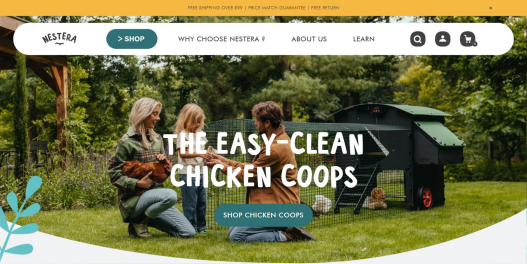 FREE SHIPPING OVER £99 | PRICE MATCH GUARANTEE | FREE RETURN
NESTERA
> SHOP
WHY CHOOSE NESTERA ?
ABOUT US
LEARN
THE EASY-CLEAN
CHICKEN COOPS
SHOP CHICKEN COOPS